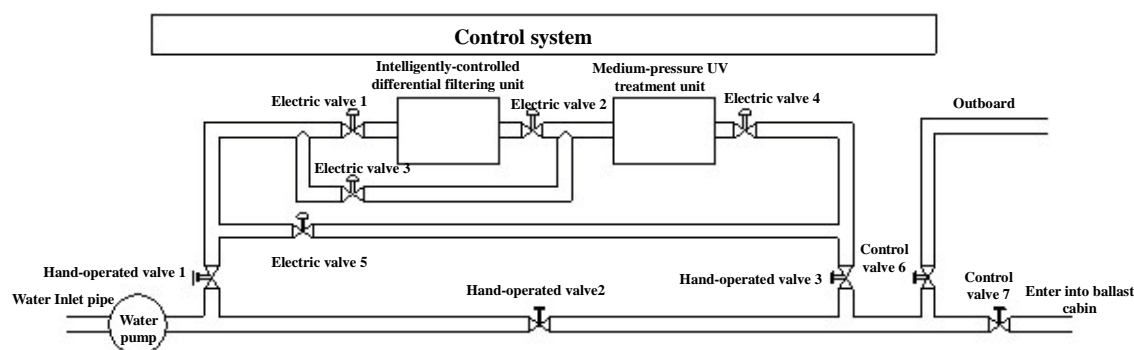 Control system
Intelligently-controlled
differential filtering unit
Medium-pressure UV
treatment unit
Electric valve 1
Electric valve 2
Electric valve 4
Outboard
Electric valve 3
Electric valve 5
Hand-operated valve 1
Hand-operated valve 3
Control
valve 6
Water Inlet pipe
Water
pump
Hand-operated valve2
Control
valve 7
Enter into ballast
cabin